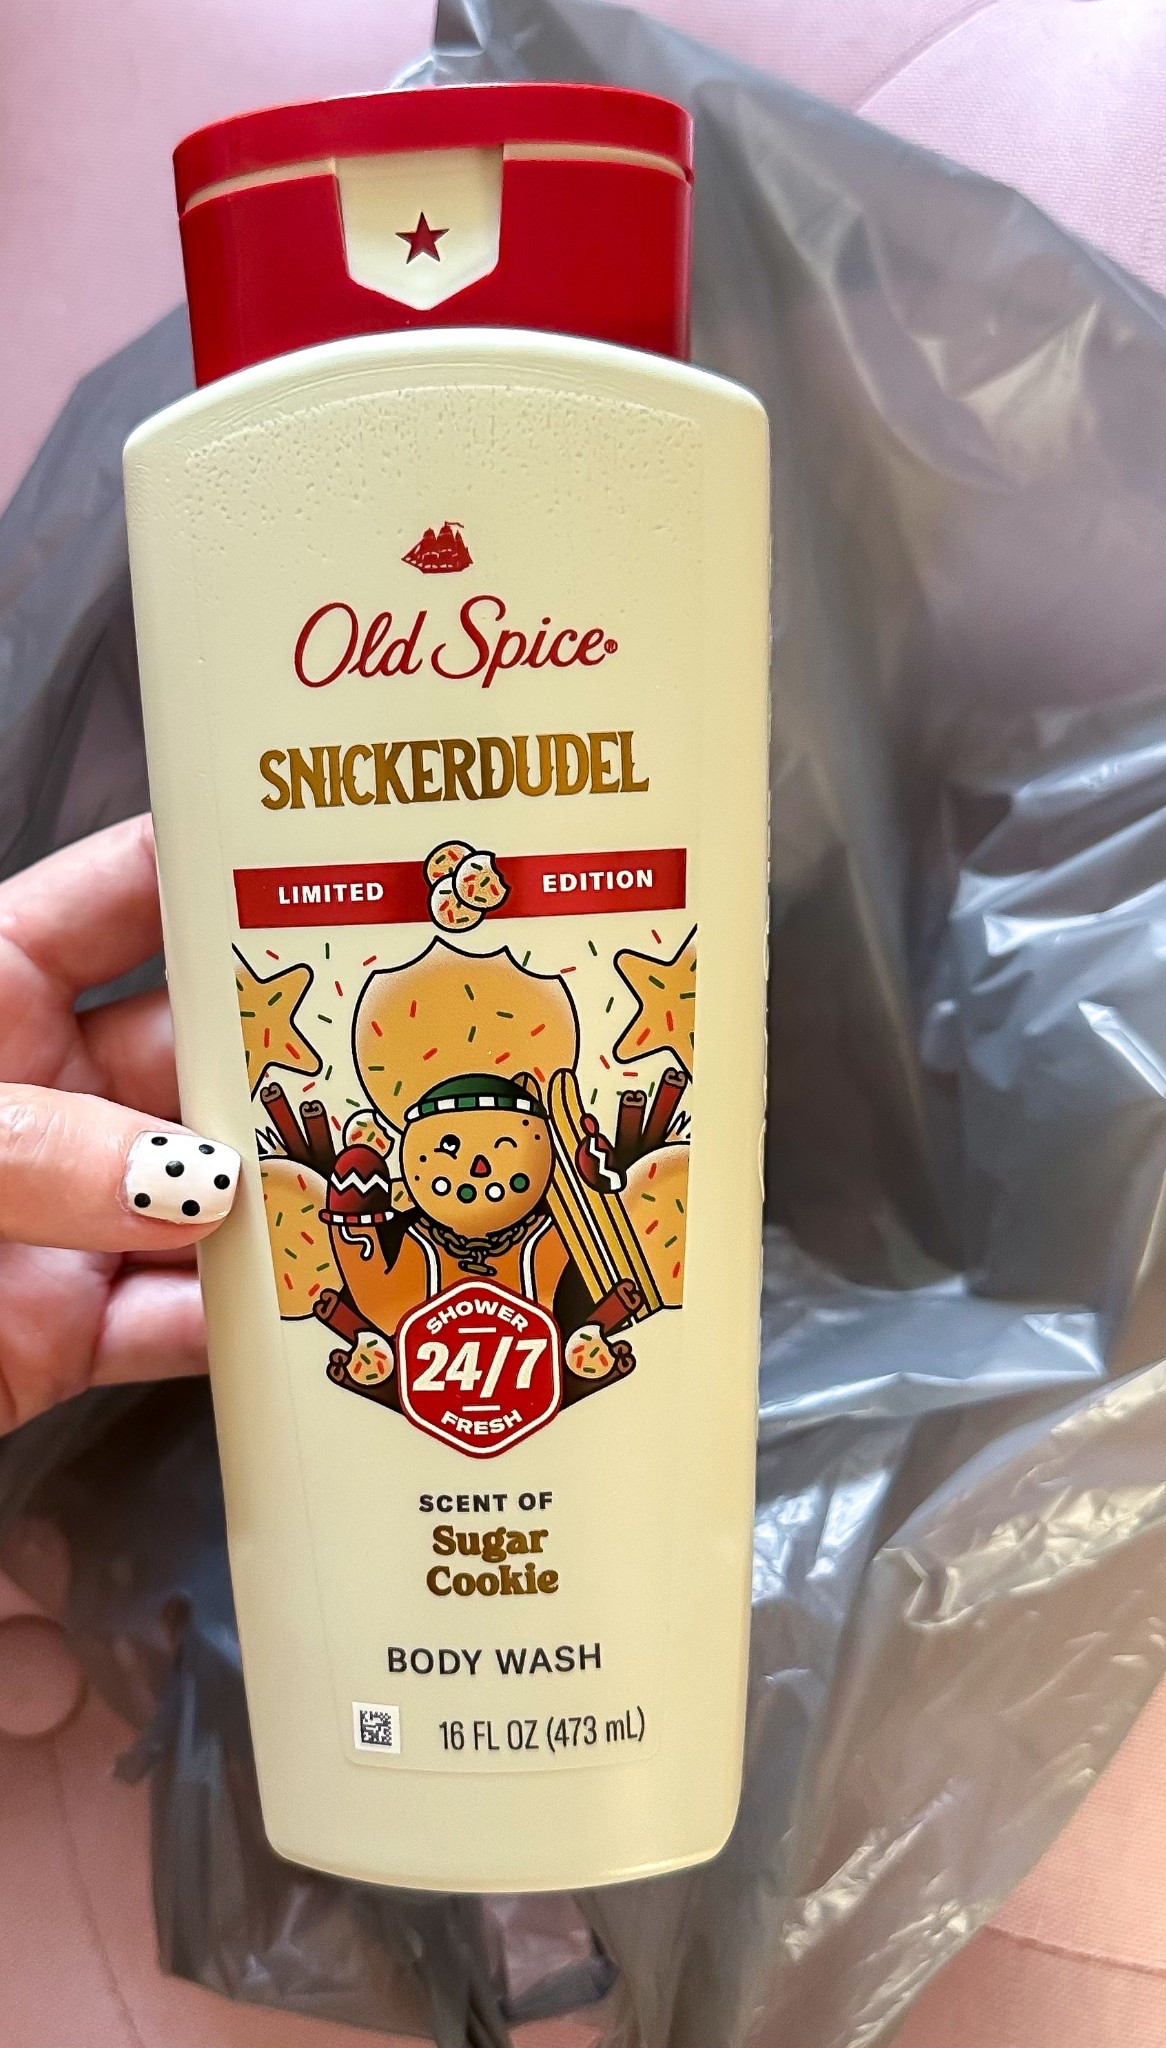 Old Spice®
SNICKERDUDEL
LIMITED EDITION
SHOWER
24/7
FRESH
SCENT OF
Sugar
Cookie
BODY WASH
16 FL OZ (473 mL)